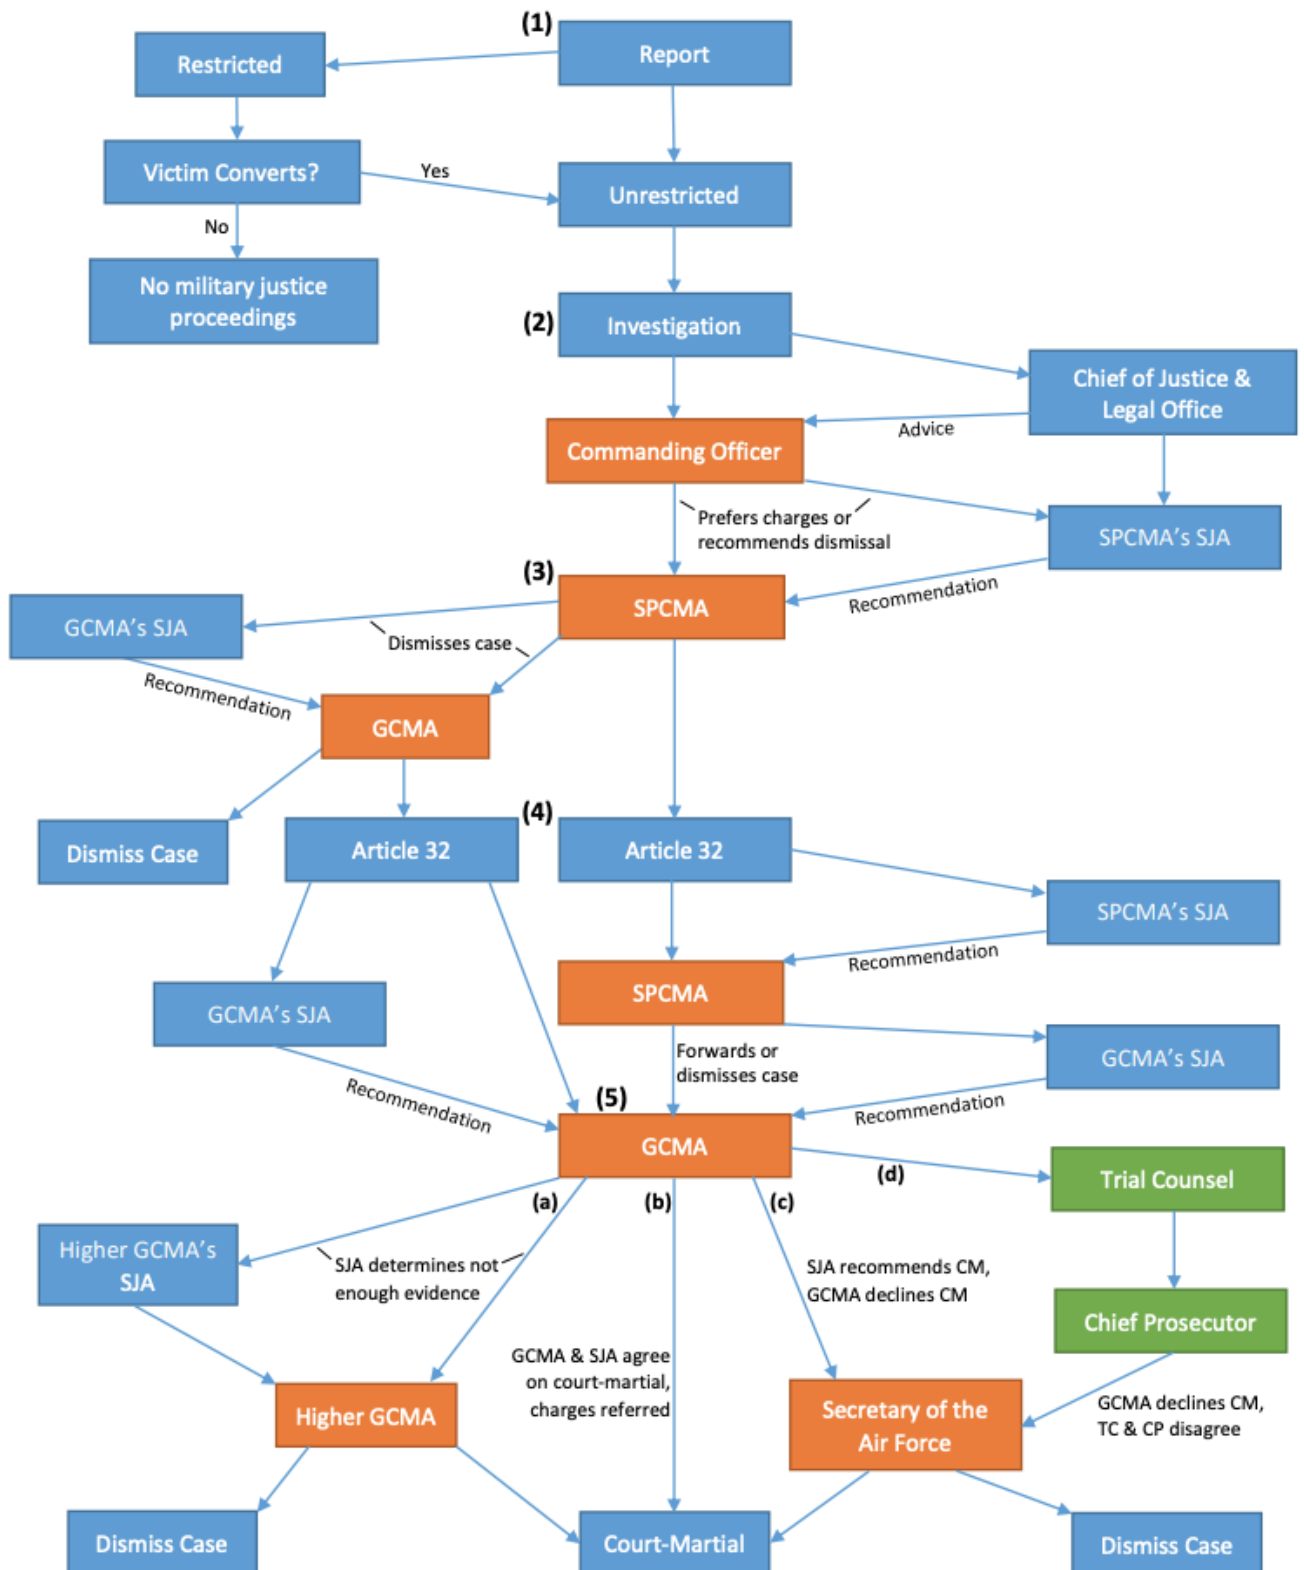 (1)
Report
Restricted
Victim Converts?
Yes
Unrestricted
No
No military justice
proceedings
(2)
Investigation
Chief of Justice &
Legal Office
Advice
Commanding Officer
Prefers charges or
recommends dismissal
SPCMA's SJA
Recommendation
(3)
SPCMA
GCMA's SJA
Dismisses case
Recommendation
GCMA
(4)
Dismiss Case
Article 32
Article 32
SPCMA's SJA
Recommendation
SPCMA
GCMA's SJA
Forwards or
dismisses case
GCMA's SJA
Recommendation
Recommendation
(5)
GCMA
(a)
(b)
(c)
(d)
Trial Counsel
Higher GCMA's
SJA
SJA determines not
enough evidence
SJA recommends CM,
GCMA declines CM
Chief Prosecutor
GCMA & SJA agree
on court-martial,
charges referred
Higher GCMA
Secretary of the
Air Force
GCMA declines CM,
TC & CP disagree
Dismiss Case
Court-Martial
Dismiss Case